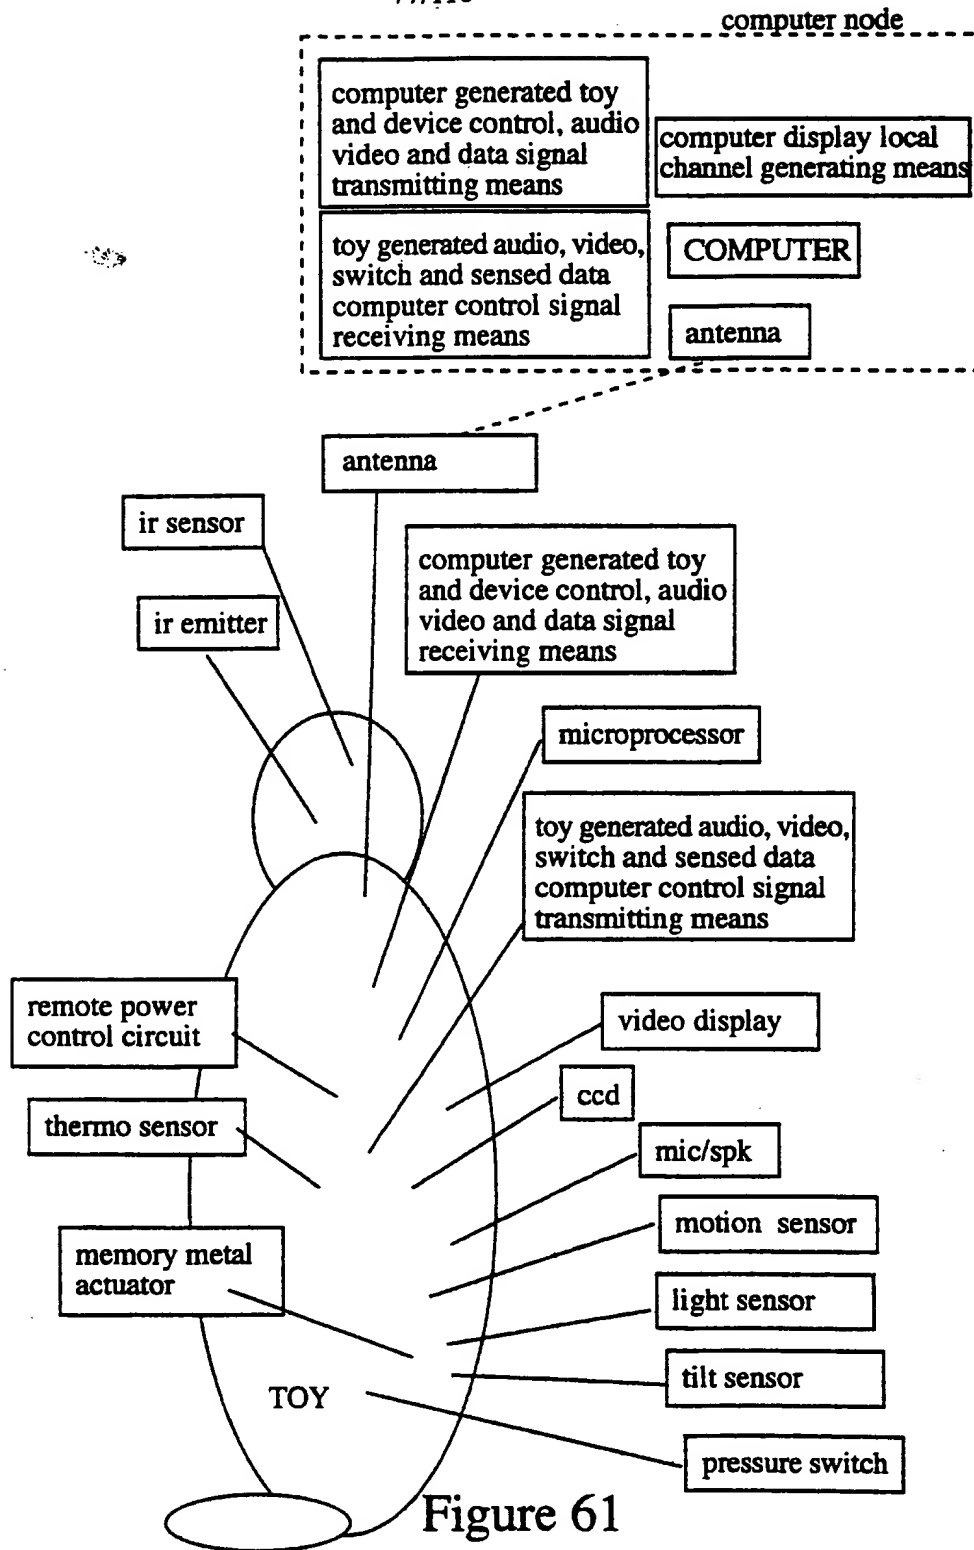 computer node
computer generated toy
and device control, audio
video and data signal
transmitting means
computer display local
channel generating means
toy generated audio, video,
switch and sensed data
computer control signal
receiving means
COMPUTER
antenna
antenna
ir sensor
computer generated toy
and device control, audio
video and data signal
receiving means
ir emitter
microprocessor
toy generated audio, video,
switch and sensed data
computer control signal
transmitting means
remote power
control circuit
video display
ccd
thermo sensor
mic/spk
motion sensor
memory metal
actuator
light sensor
tilt sensor
TOY
pressure switch
Figure 61